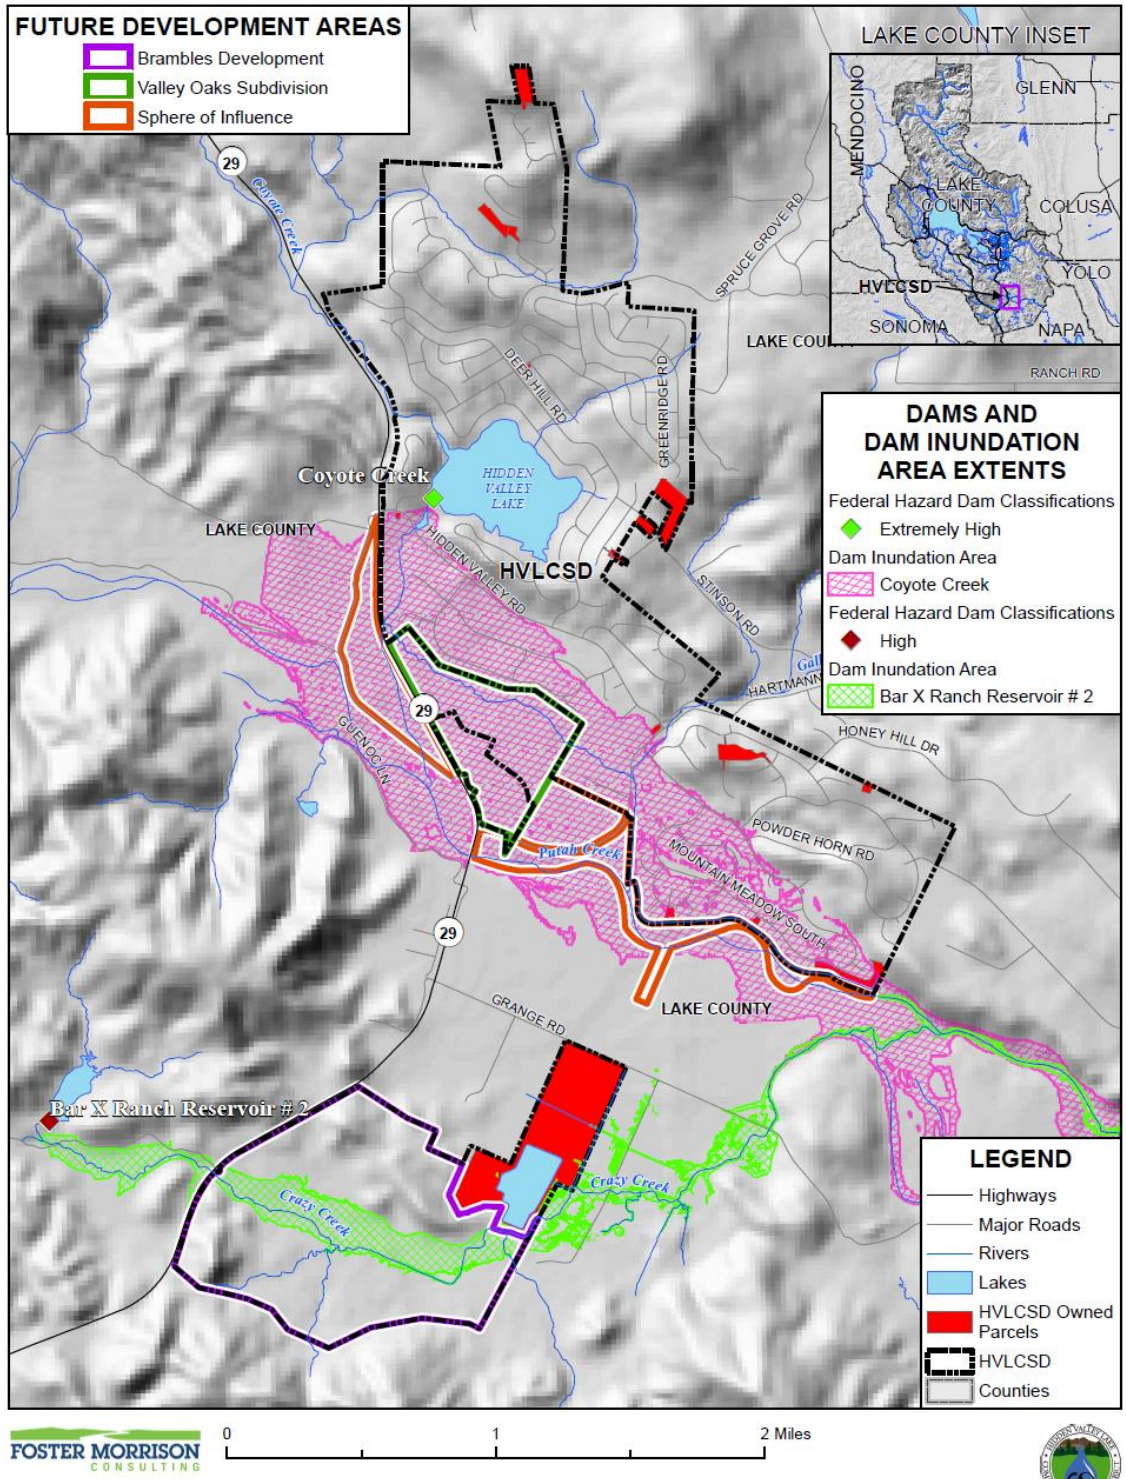 FUTURE DEVELOPMENT AREAS
Brambles Development
Valley Oaks Subdivision
Sphere of Influence
LAKE COUNTY INSET
GLENN
MENDOCINO
LAKE
COUNTY
COLUSA
YOLO
HVLCSD
SONOMA
NAPA
29
Coyote Creek
SPRUCE GROVE RD
LAKE COUNTY
RANCH RD
DEER HILL RD
GREENRIDGE RD
DAMS AND
DAM INUNDATION
AREA EXTENTS
Federal Hazard Dam Classifications
Extremely High
Dam Inundation Area
Coyote Creek
Federal Hazard Dam Classifications
High
Dam Inundation Area
Bar X Ranch Reservoir # 2
Coyote Creek
HIDDEN
VALLEY
LAKE
LAKE COUNTY
HIDDEN VALLEY RD
HVLCSD
STINSON RD
HARTMANN
29
GUENOC LN
HONEY HILL DR
POWDER HORN RD
Putah Creek
MOUNTAIN MEADOW SOUTH
29
LAKE COUNTY
GRANGE RD
Bar X Ranch Reservoir # 2
Crazy Creek
Crazy Creek
LEGEND
Highways
Major Roads
Rivers
Lakes
HVLCSD Owned
Parcels
HVLCSD
Counties
FOSTER MORRISON
CONSULTING
0 1 2 Miles
HIDDEN VALLEY LAKE